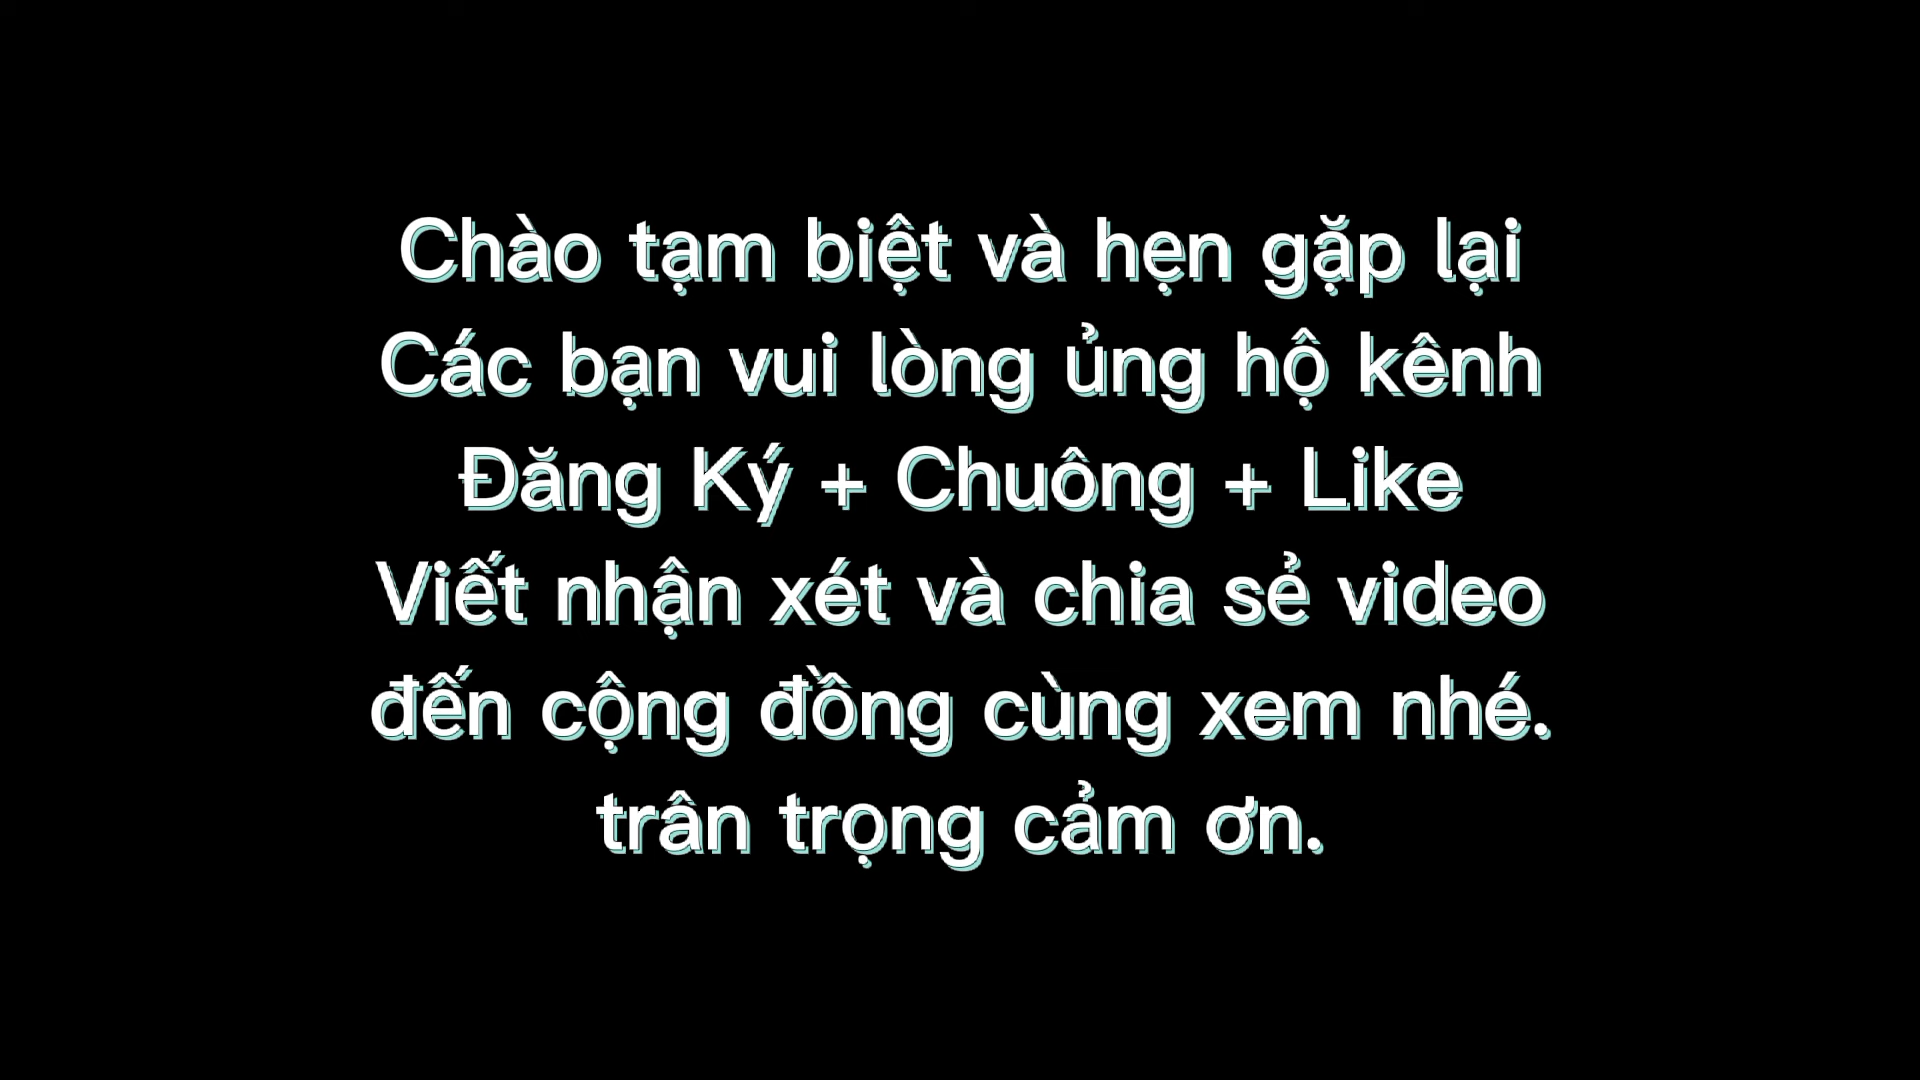 Chào tạm biệt và hẹn gặp lại
Các bạn vui lòng ủng hộ kênh
Đăng Ký + Chuông + Like
Viết nhận xét và chia sẻ video
đến cộng đồng cùng xem nhé.
trân trọng cảm ơn.